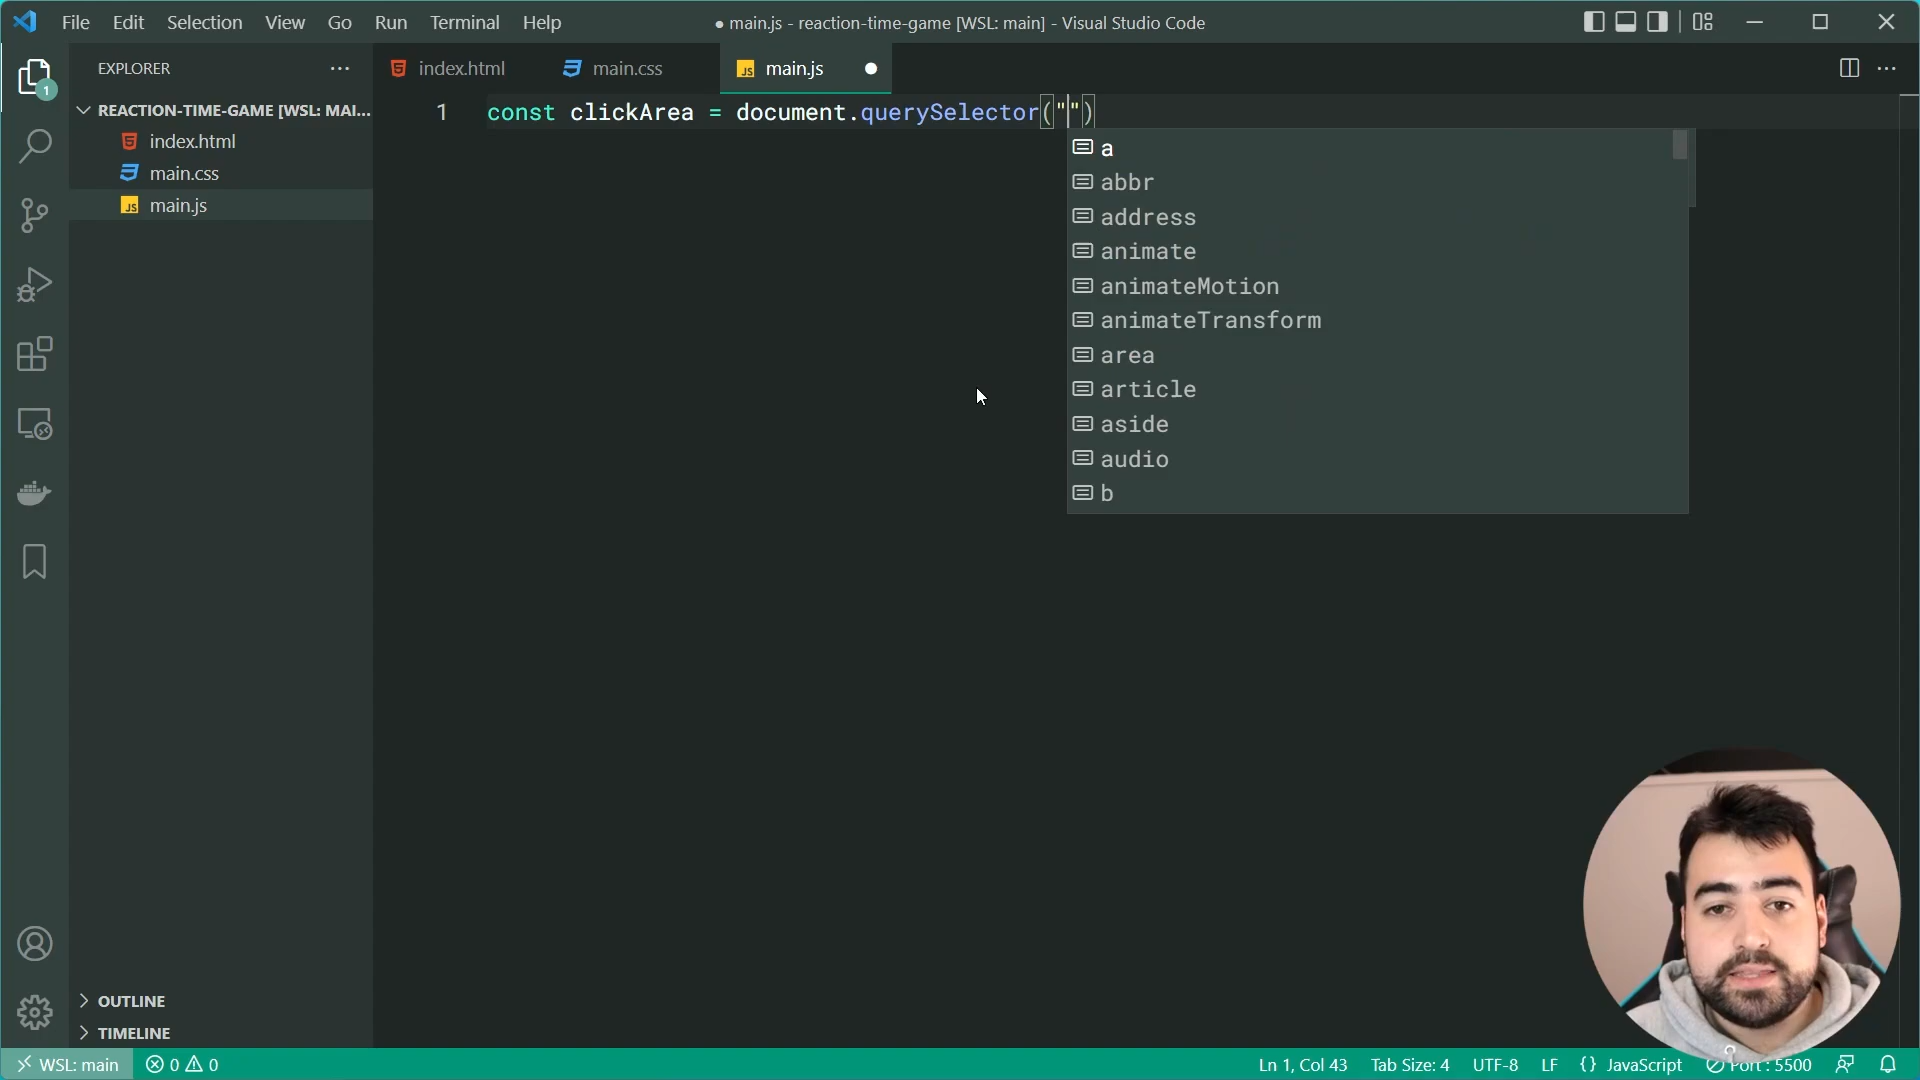 File Edit Selection View Go Run Terminal Help
● main.js - reaction-time-game [WSL: main] - Visual Studio Code
EXPLORER
1
REACTION-TIME-GAME [WSL: MAI...
index.html
main.css
main.js
OUTLINE
TIMELINE
index.html
main.css
main.js
1 const clickArea = document.querySelector("")
a
abbr
address
animate
animateMotion
animateTransform
area
article
aside
audio
b
WSL: main 0 0
Ln 1, Col 43 Tab Size: 4 UTF-8 LF {} JavaScript Port : 5500